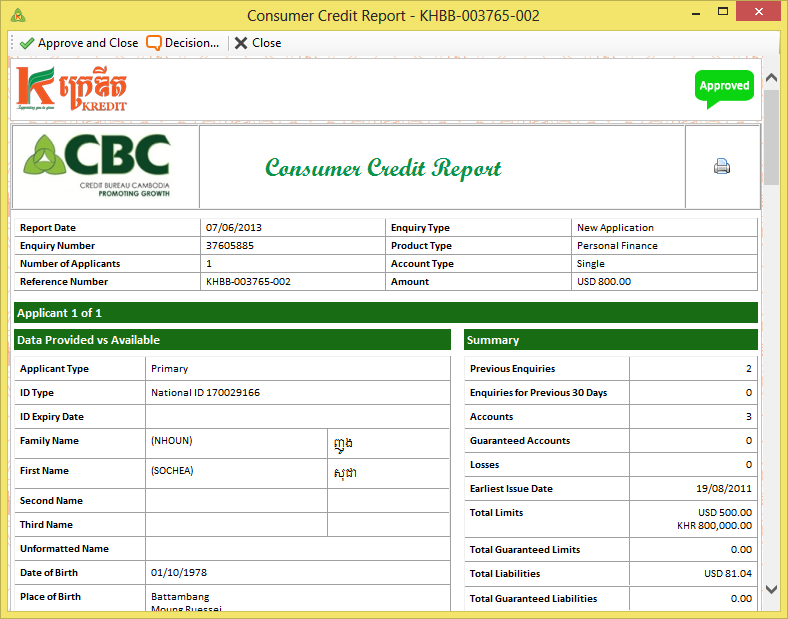 Consumer Credit Report - KHBB-003765-002
Approve and Close Decision... Close
ក្រេឌីត
KREDIT
Approved
CBC
CREDIT BUREAU CAMBODIA
PROMOTING GROWTH
Consumer Credit Report
Report Date 07/06/2013 Enquiry Type New Application
Enquiry Number 37605885 Product Type Personal Finance
Number of Applicants 1 Account Type Single
Reference Number KHBB-003765-002 Amount USD 800.00
Applicant 1 of 1
Data Provided vs Available
Applicant Type Primary
ID Type National ID 170029166
ID Expiry Date
Family Name (NHOUN) ញូង
First Name (SOCHEA) សុជា
Second Name
Third Name
Unformatted Name
Date of Birth 01/10/1978
Place of Birth Battambang
Moung Ruessei
Summary
Previous Enquiries 2
Enquiries for Previous 30 Days 0
Accounts 3
Guaranteed Accounts 0
Losses 0
Earliest Issue Date 19/08/2011
Total Limits USD 500.00
KHR 800,000.00
Total Guaranteed Limits 0.00
Total Liabilities USD 81.04
Total Guaranteed Liabilities 0.00